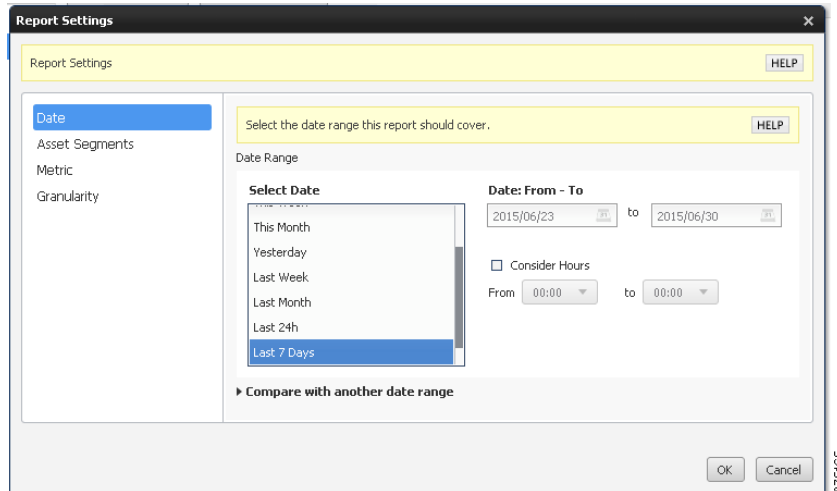 Report Settings
Report Settings
HELP
Date
Asset Segments
Metric
Granularity
Select the date range this report should cover.
HELP
Date Range
Select Date
This Month
Yesterday
Last Week
Last Month
Last 24h
Last 7 Days
Date: From - To
2015/06/23 to 2015/06/30
Consider Hours
From 00:00 to 00:00
Compare with another date range
OK
Cancel